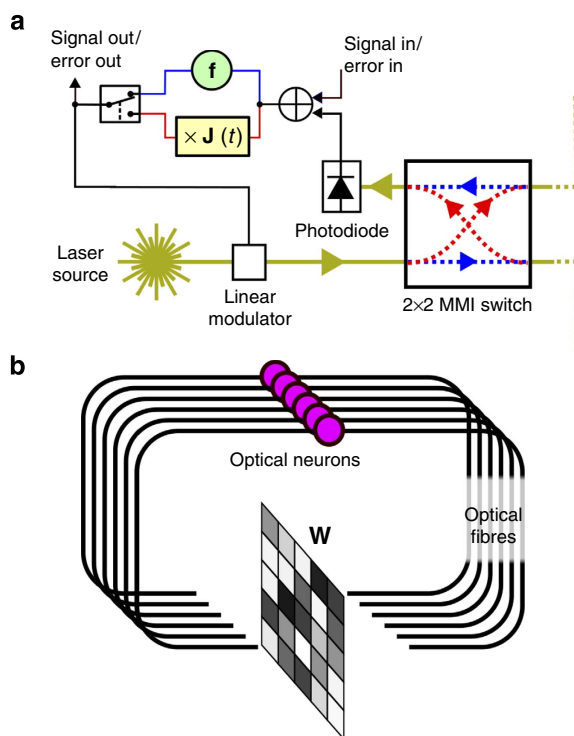 a
Signal out/
error out
f
Signal in/
error in
× J (t)
Photodiode
Laser
source
Linear
modulator
2×2 MMI switch
b
Optical neurons
W
Optical
fibres